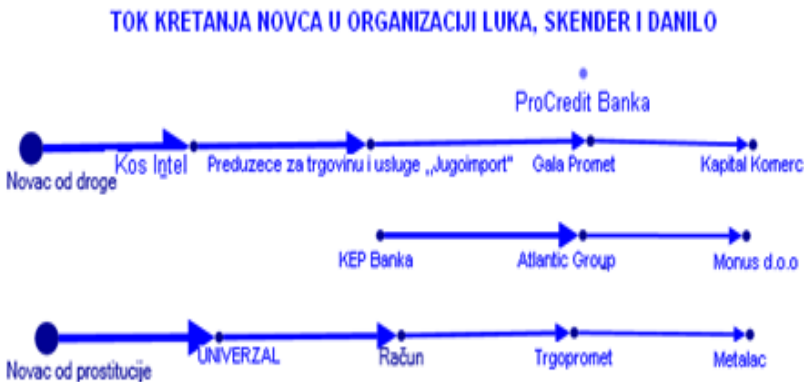 TOK KRETANJA NOVCA U ORGANIZACIJI LUKA, SKENDER I DANILO
ProCredit Banka
Novac od droge
Kos Intel
Preduzece za trgovinu i usluge ,,Jugoimport"
Gala Promet
Kapital Komerc
KEP Banka
Atlantic Group
Monus d.o.o
Novac od prostitucije
UNIVERZAL
Račun
Trgopromet
Metalac